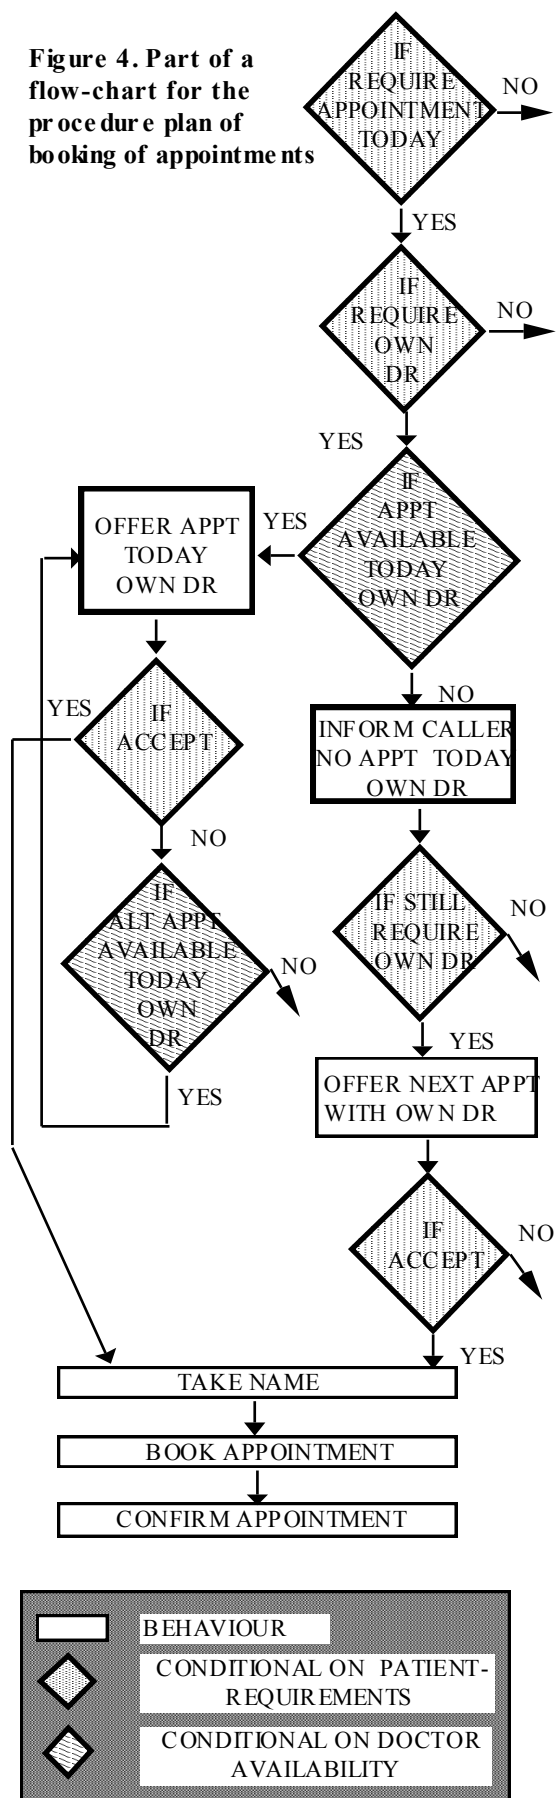 Figure 4. Part of a
flow-chart for the
procedure plan of
booking of appointments
IF
REQUIRE
APPOINTMENT
TODAY
NO
YES
IF
REQUIRE
OWN
DR
NO
YES
IF
APPT
AVAILABLE
TODAY
OWN DR
YES
OFFER APPT
TODAY
OWN DR
NO
INFORM CALLER
NO APPT TODAY
OWN DR
YES
IF
ACCEPT
NO
IF STILL
REQUIRE
OWN DR
NO
IF
ALT APPT
AVAILABLE
TODAY
OWN
DR
NO
YES
YES
OFFER NEXT APPT
WITH OWN DR
IF
ACCEPT
NO
YES
TAKE NAME
BOOK APPOINTMENT
CONFIRM APPOINTMENT
BEHAVIOUR
CONDITIONAL ON PATIENT-
REQUIREMENTS
CONDITIONAL ON DOCTOR
AVAILABILITY